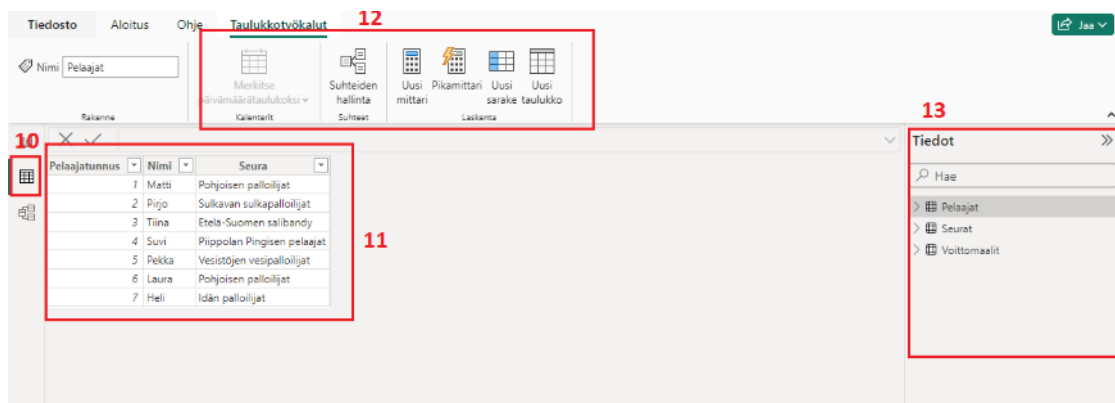 12
Tiedosto Aloitus Ohje Taulukkotyökalut
Jaa
Nimi Pelaajat
Merkitse päivämäärätaulukoksi
Suhteiden hallinta
Uusi mittari
Pikamittari
Uusi sarake
Uusi taulukko
Rakenne Kalenterit Suhteet Laskenta
13
10
Tiedot
Hae
Pelaajat
Seurat
Voittomaalit
Pelaajatunnus Nimi Seura
1 Matti Pohjoisen palloilijat
2 Pirjo Sulkavan sulkapalloilijat
3 Tiina Etelä-Suomen salibandy
4 Suvi Piippolan Pingisen pelaajat
5 Pekka Vesistöjen vesipalloilijat
6 Laura Pohjoisen palloilijat
7 Heli Idän palloilijat
11